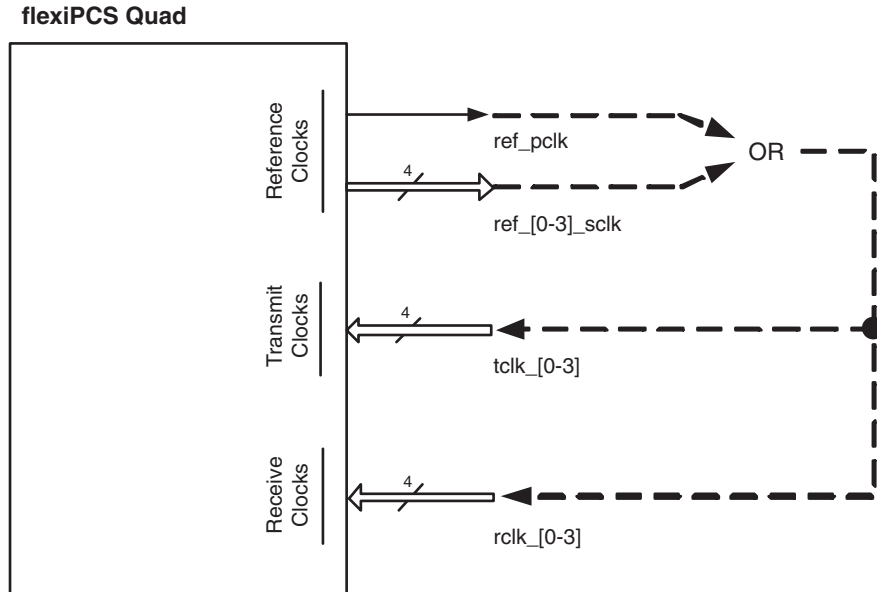 flexiPCS Quad
Reference
Clocks
ref_pclk
OR
4
ref_[0-3]_sclk
Transmit
Clocks
4
tclk_[0-3]
Receive
Clocks
4
rclk_[0-3]